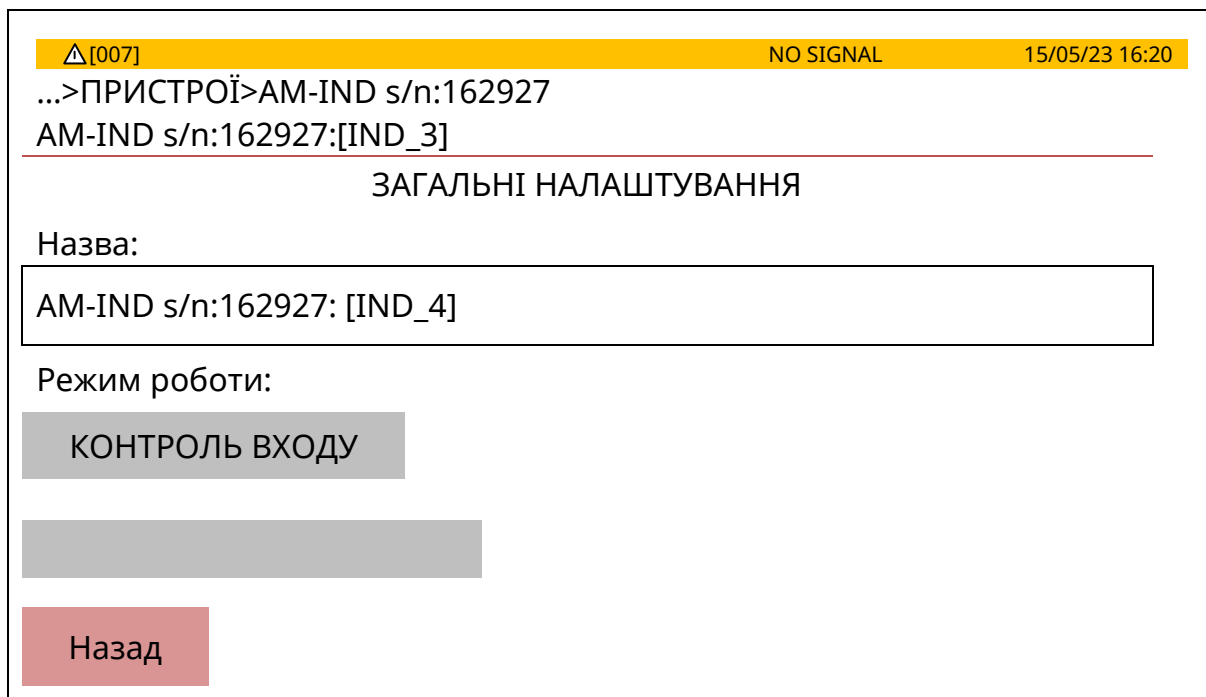 [007] NO SIGNAL 15/05/23 16:20
...>ПРИСТРОЇ>AM-IND s/n:162927
AM-IND s/n:162927:[IND_3]
ЗАГАЛЬНІ НАЛАШТУВАННЯ
Назва:
AM-IND s/n:162927: [IND_4]
Режим роботи:
КОНТРОЛЬ ВХОДУ
Назад